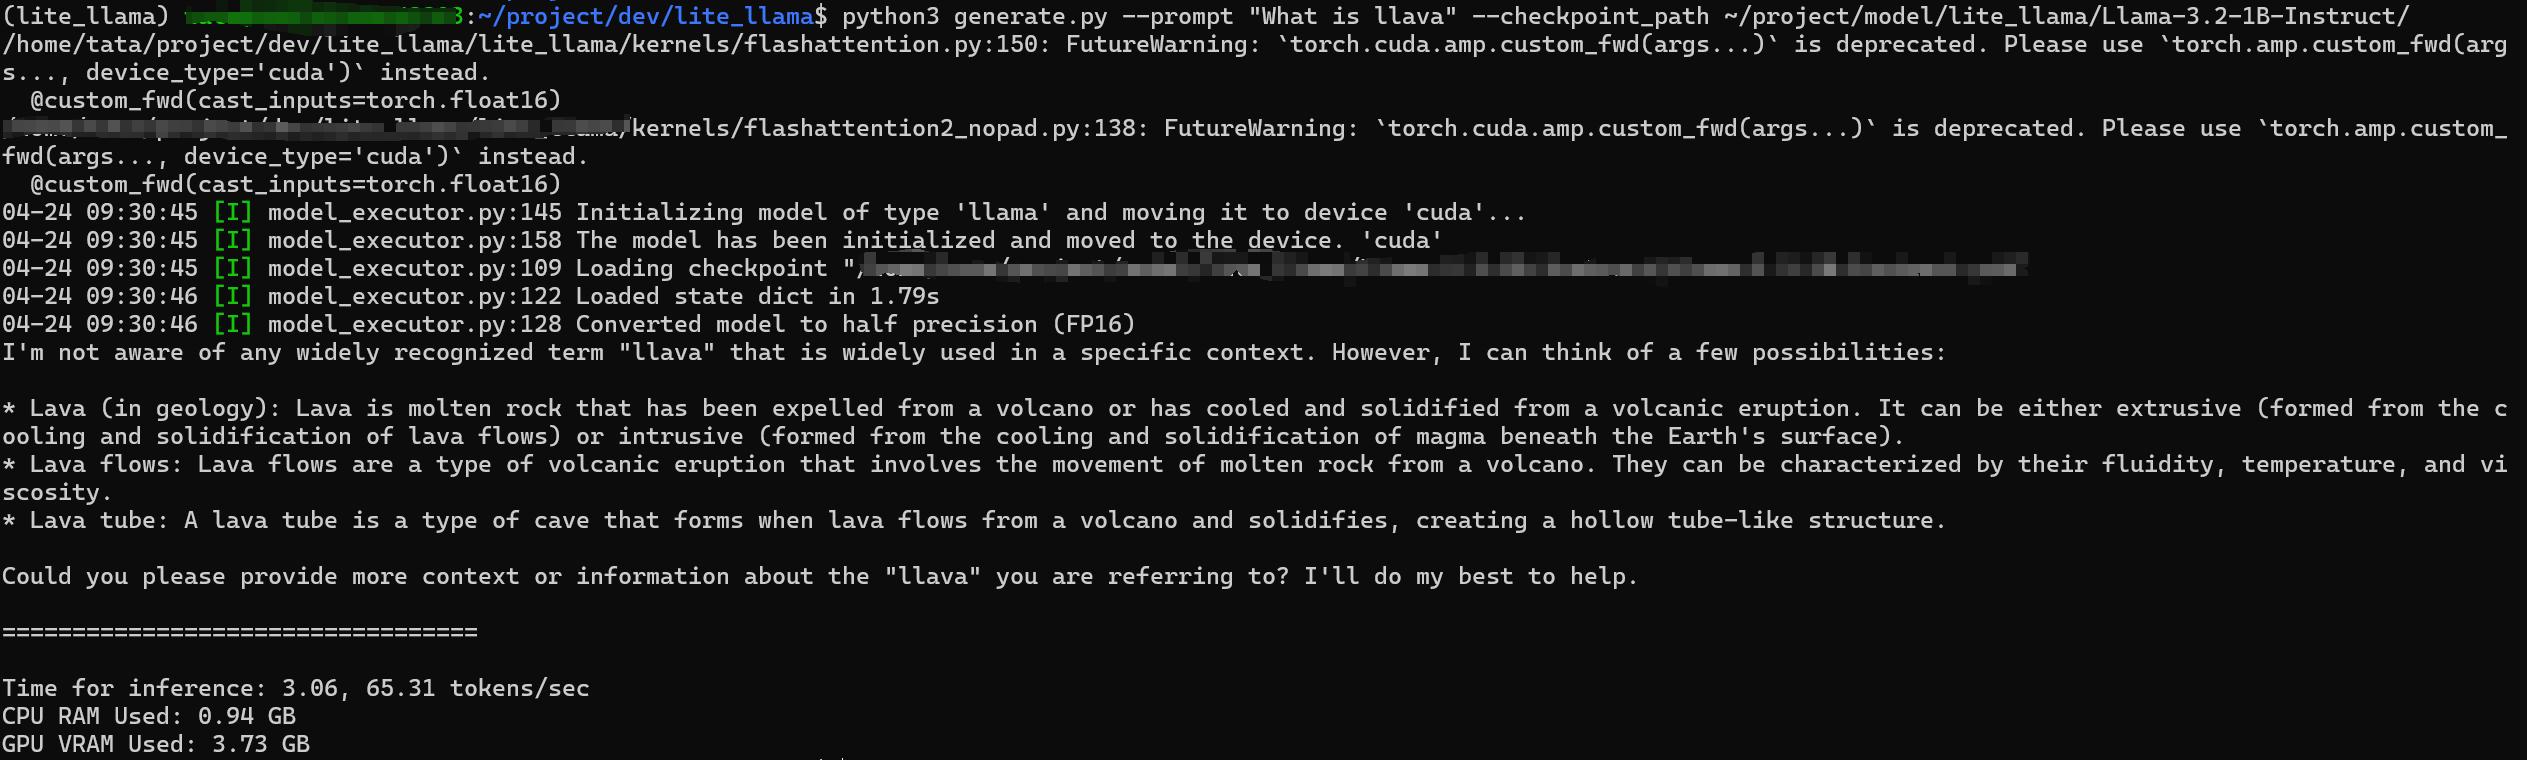 (lite_llama) :~/project/dev/lite_llama$ python3 generate.py --prompt "What is llava" --checkpoint_path ~/project/model/lite_llama/Llama-3.2-1B-Instruct/
/home/tata/project/dev/lite_llama/lite_llama/kernels/flashattention.py:150: FutureWarning: `torch.cuda.amp.custom_fwd(args...)` is deprecated. Please use `torch.amp.custom_fwd(arg
s..., device_type='cuda')` instead.
  @custom_fwd(cast_inputs=torch.float16)
/kernels/flashattention2_nopad.py:138: FutureWarning: `torch.cuda.amp.custom_fwd(args...)` is deprecated. Please use `torch.amp.custom_
fwd(args..., device_type='cuda')` instead.
  @custom_fwd(cast_inputs=torch.float16)
04-24 09:30:45 [I] model_executor.py:145 Initializing model of type 'llama' and moving it to device 'cuda'...
04-24 09:30:45 [I] model_executor.py:158 The model has been initialized and moved to the device. 'cuda'
04-24 09:30:45 [I] model_executor.py:109 Loading checkpoint "/
04-24 09:30:46 [I] model_executor.py:122 Loaded state dict in 1.79s
04-24 09:30:46 [I] model_executor.py:128 Converted model to half precision (FP16)
I'm not aware of any widely recognized term "llava" that is widely used in a specific context. However, I can think of a few possibilities:
* Lava (in geology): Lava is molten rock that has been expelled from a volcano or has cooled and solidified from a volcanic eruption. It can be either extrusive (formed from the c
ooling and solidification of lava flows) or intrusive (formed from the cooling and solidification of magma beneath the Earth's surface).
* Lava flows: Lava flows are a type of volcanic eruption that involves the movement of molten rock from a volcano. They can be characterized by their fluidity, temperature, and vi
scosity.
* Lava tube: A lava tube is a type of cave that forms when lava flows from a volcano and solidifies, creating a hollow tube-like structure.
Could you please provide more context or information about the "llava" you are referring to? I'll do my best to help.
==================================
Time for inference: 3.06, 65.31 tokens/sec
CPU RAM Used: 0.94 GB
GPU VRAM Used: 3.73 GB